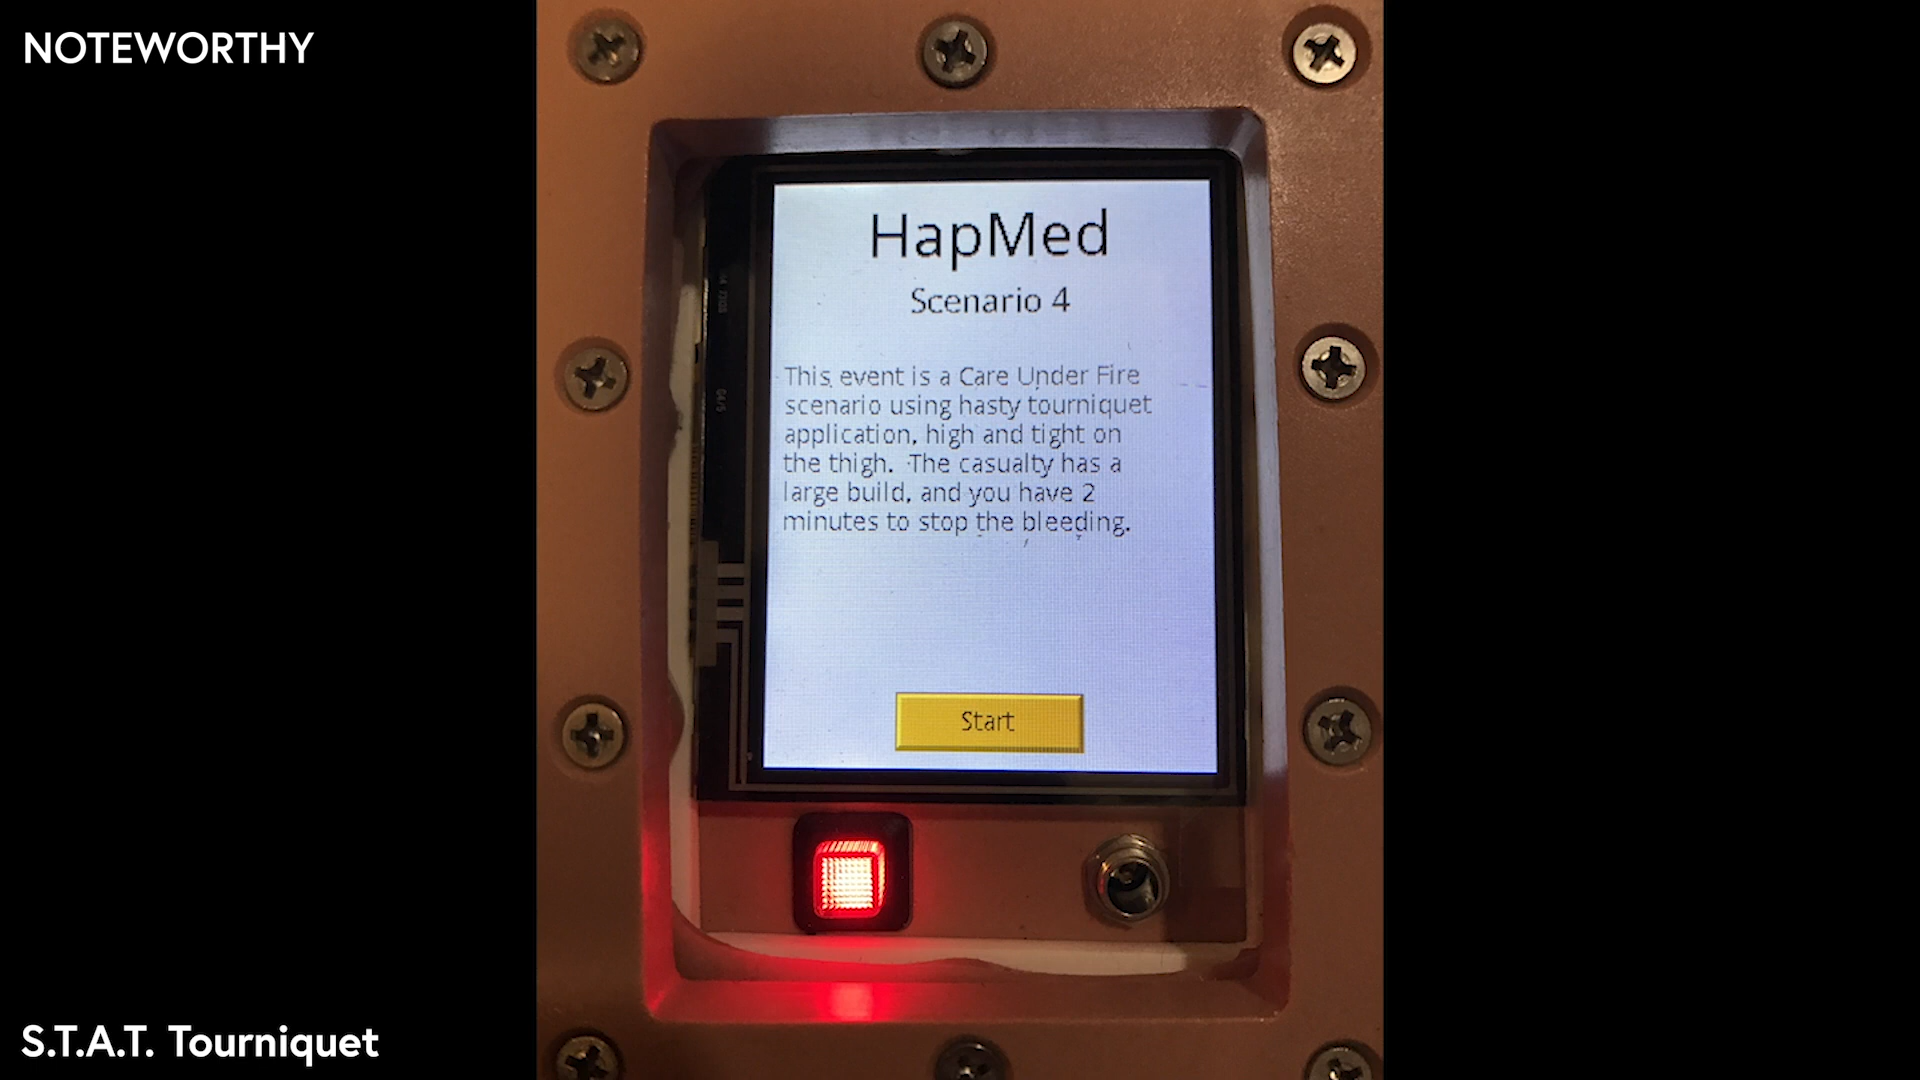 NOTEWORTHY
HapMed
Scenario 4
This event is a Care Under Fire
scenario using hasty tourniquet
application, high and tight on
the thigh. The casualty has a
large build, and you have 2
minutes to stop the bleeding.
Start
S.T.A.T. Tourniquet